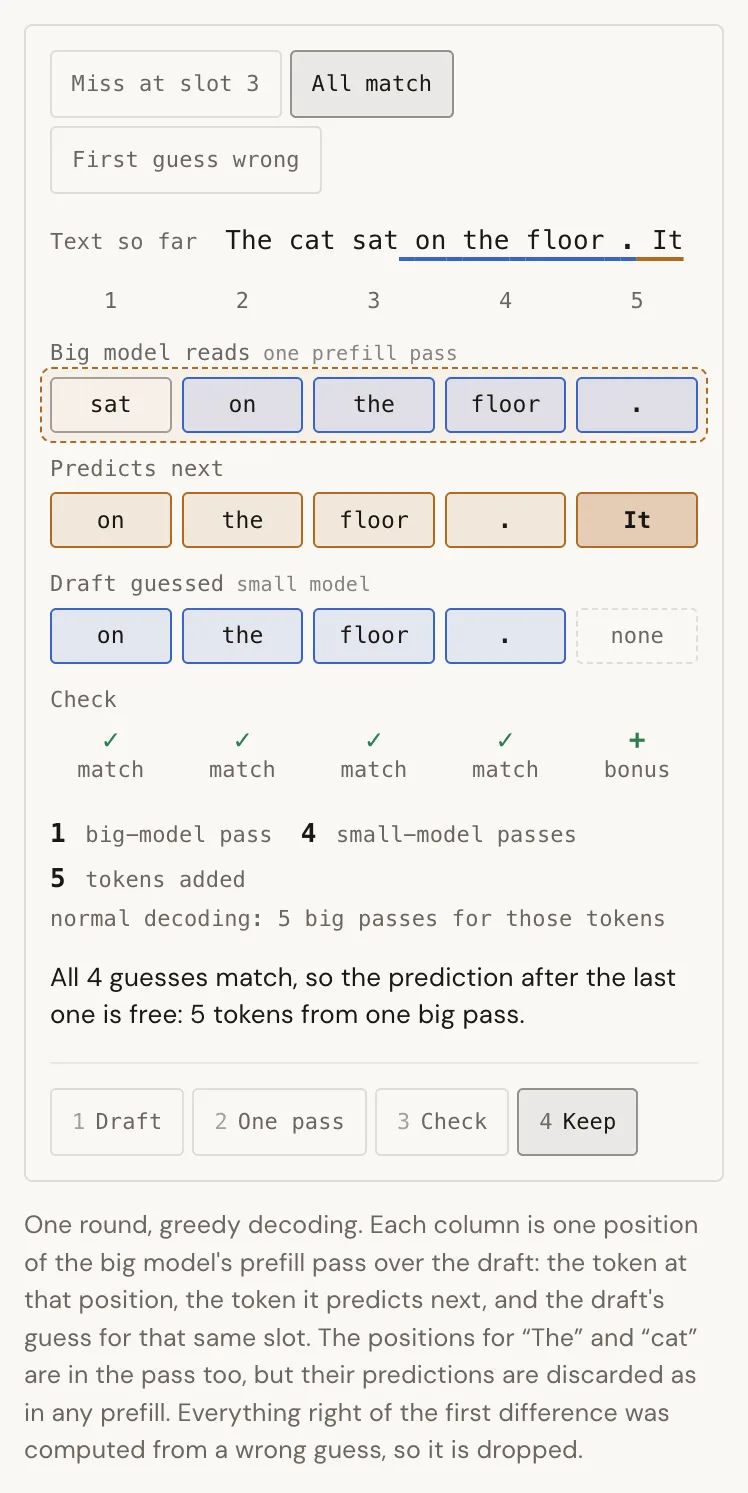 Miss at slot 3 All match
First guess wrong
Text so far The cat sat on the floor . It
1 2 3 4 5
Big model reads one prefill pass
sat on the floor .
Predicts next
on the floor . It
Draft guessed small model
on the floor . none
Check
✓ ✓ ✓ ✓ +
match match match match bonus
1 big–model pass 4 small–model passes
5 tokens added
normal decoding: 5 big passes for those tokens
All 4 guesses match, so the prediction after the last
one is free: 5 tokens from one big pass.
1 Draft 2 One pass 3 Check 4 Keep
One round, greedy decoding. Each column is one position
of the big model's prefill pass over the draft: the token at
that position, the token it predicts next, and the draft's
guess for that same slot. The positions for “The” and “cat”
are in the pass too, but their predictions are discarded as
in any prefill. Everything right of the first difference was
computed from a wrong guess, so it is dropped.